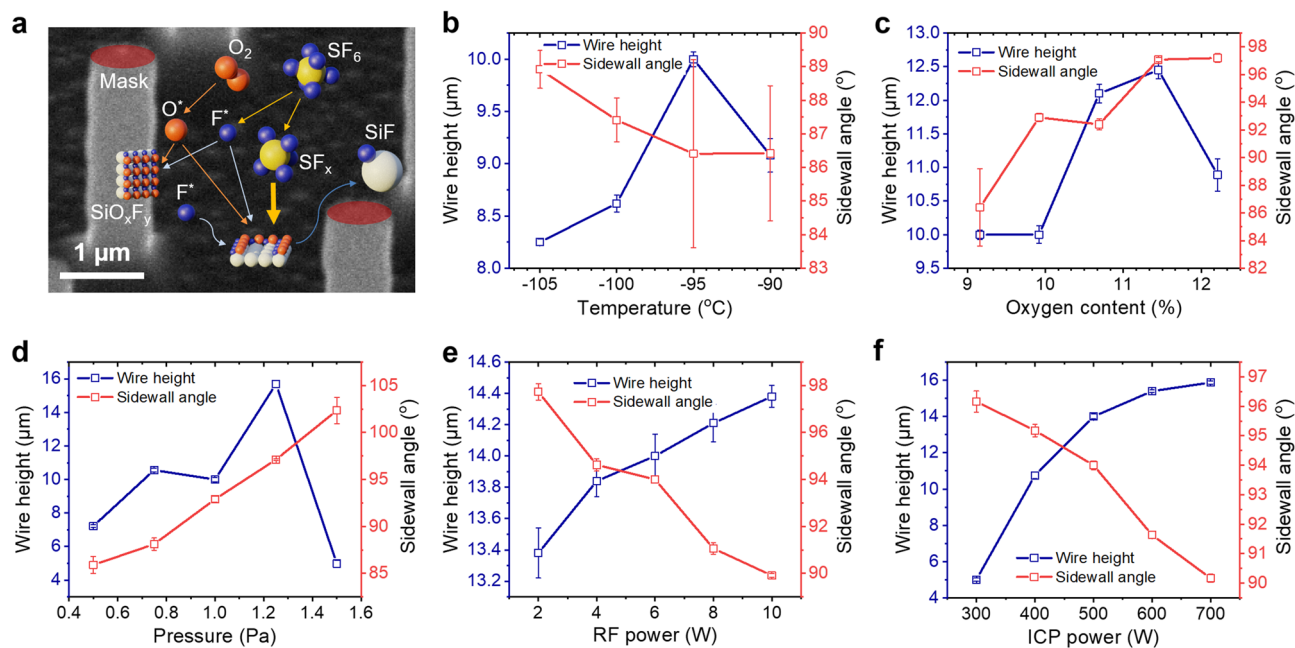 a
O2
SF6
Mask
O*
F*
SiF
SFx
F*
SiOxFy
1 µm
b
Wire height
Sidewall angle
10.0
9.5
9.0
8.5
8.0
Wire height (µm)
90
89
88
87
86
85
84
83
Sidewall angle (°)
-105
-100
-95
-90
Temperature (°C)
c
Wire height
Sidewall angle
13.0
12.5
12.0
11.5
11.0
10.5
10.0
9.5
Wire height (µm)
98
96
94
92
90
88
86
84
82
Sidewall angle (°)
9
10
11
12
Oxygen content (%)
d
Wire height
Sidewall angle
16
14
12
10
8
6
4
Wire height (µm)
105
100
95
90
85
Sidewall angle (°)
0.4
0.6
0.8
1.0
1.2
1.4
1.6
Pressure (Pa)
e
Wire height
Sidewall angle
14.6
14.4
14.2
14.0
13.8
13.6
13.4
13.2
Wire height (µm)
98
96
94
92
90
Sidewall angle (°)
2
4
6
8
10
RF power (W)
f
Wire height
Sidewall angle
16
14
12
10
8
6
4
Wire height (µm)
97
96
95
94
93
92
91
90
Sidewall angle (°)
300
400
500
600
700
ICP power (W)